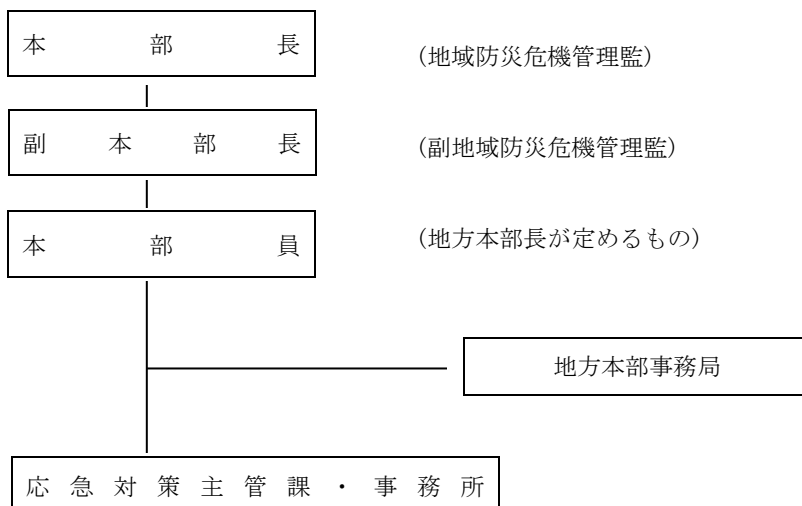 本部長
(地域防災危機管理監)
副本部長
(副地域防災危機管理監)
本部員
(地方本部長が定めるもの)
地方本部事務局
応急対策主管課・事務所